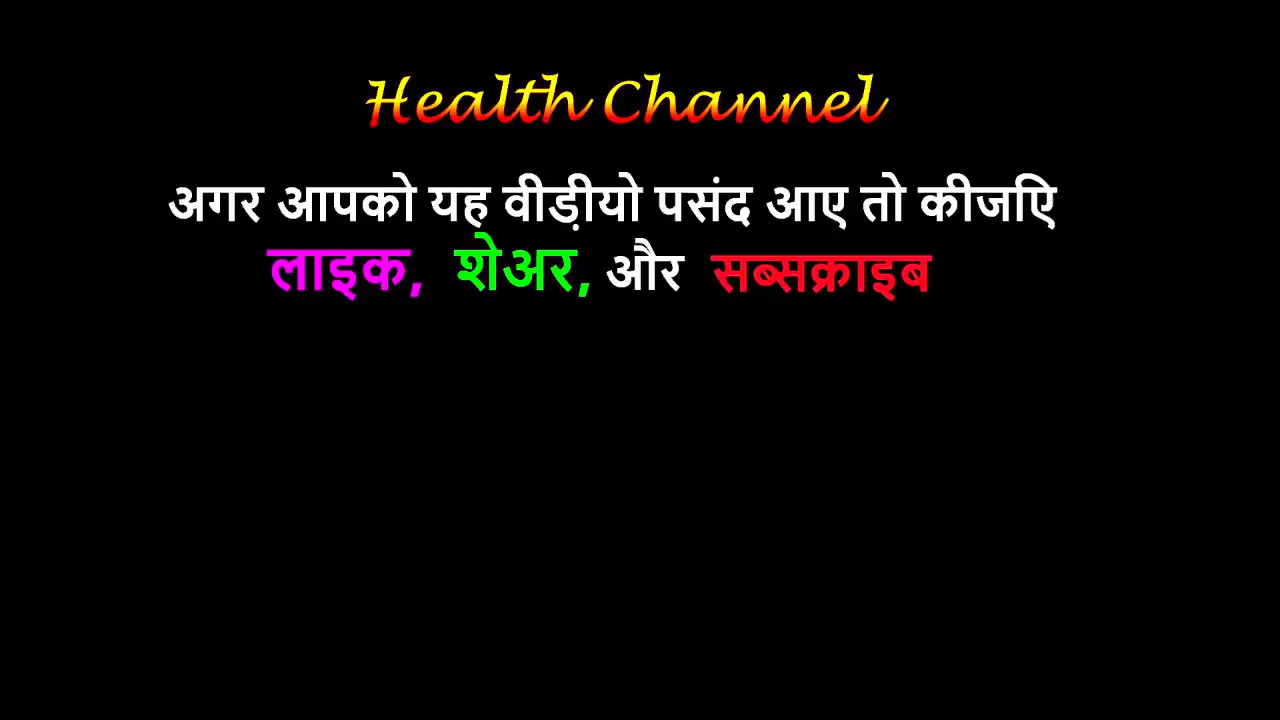 Health Channel
अगर आपको यह वीड़ीयो पसंद आए तो कीजिए
लाइक, शेअर, और सब्सक्राइब